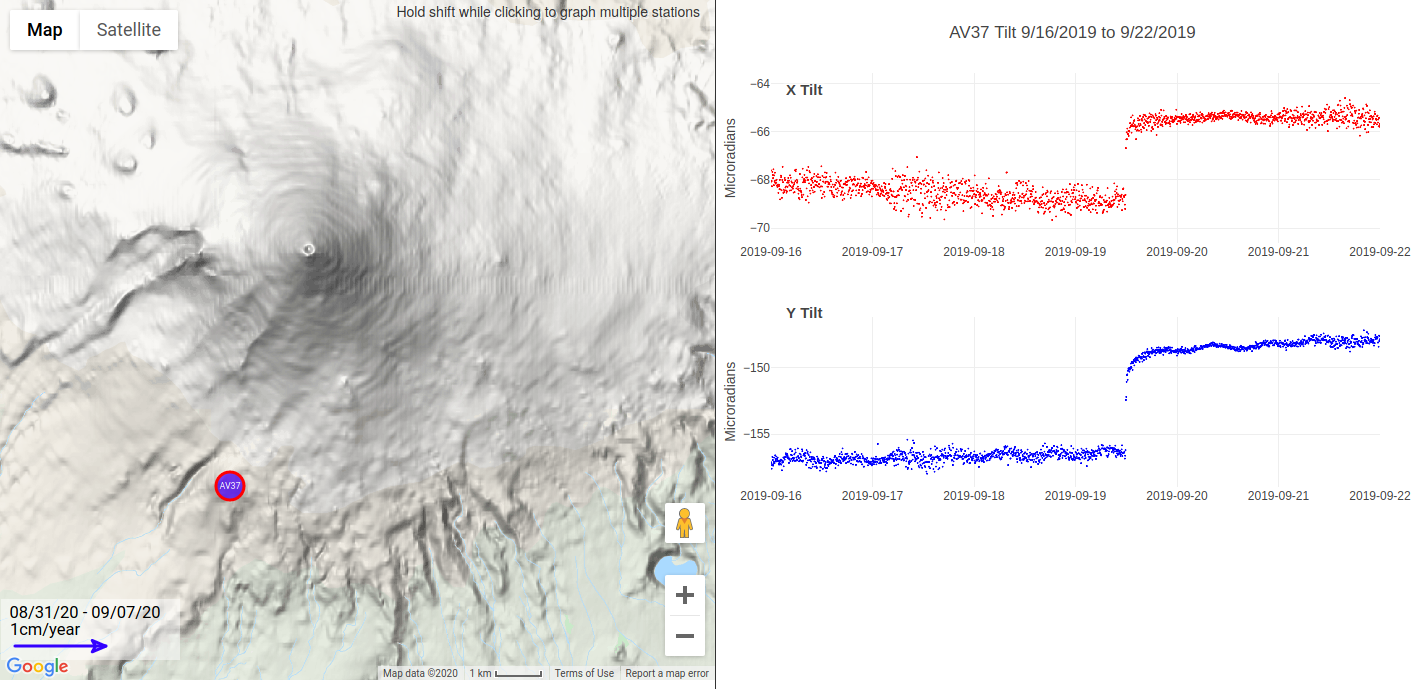 Map
Satellite
Hold shift while clicking to graph multiple stations
AV37
08/31/20 - 09/07/20
1cm/year
Google
Map data ©2020
1 km
Terms of Use
Report a map error
AV37 Tilt 9/16/2019 to 9/22/2019
X Tilt
Microradians
−64
−66
−68
−70
2019-09-16
2019-09-17
2019-09-18
2019-09-19
2019-09-20
2019-09-21
2019-09-22
Y Tilt
Microradians
−150
−155
2019-09-16
2019-09-17
2019-09-18
2019-09-19
2019-09-20
2019-09-21
2019-09-22